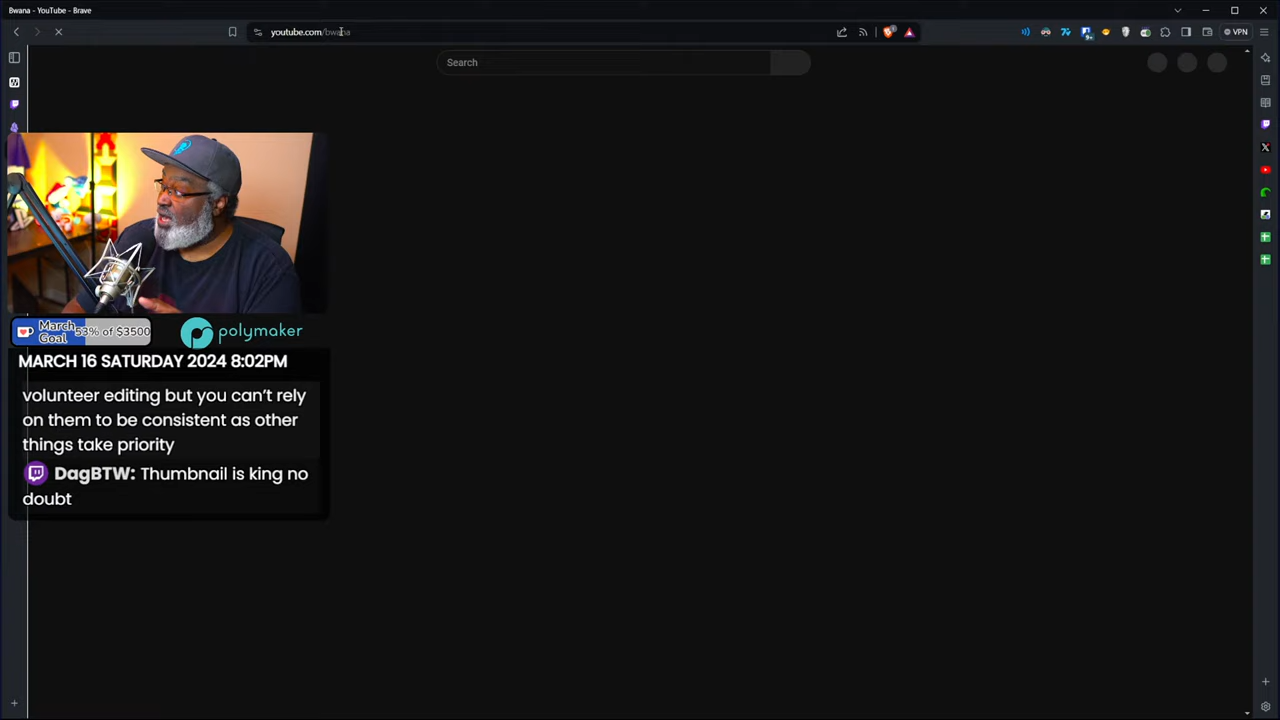 Bwana - YouTube - Brave
youtube.com/bwana
VPN
Search
March
Goal
53% of $3500
polymaker
MARCH 16 SATURDAY 2024 8:02PM
volunteer editing but you can’t rely
on them to be consistent as other
things take priority
DagBTW: Thumbnail is king no
doubt